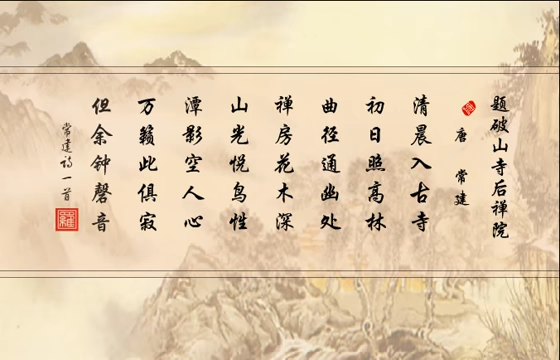 题破山寺后禅院
唐 常建
清晨入古寺
初日照高林
曲径通幽处
禅房花木深
山光悦鸟性
潭影空人心
万籁此俱寂
但余钟磬音
常建诗一首